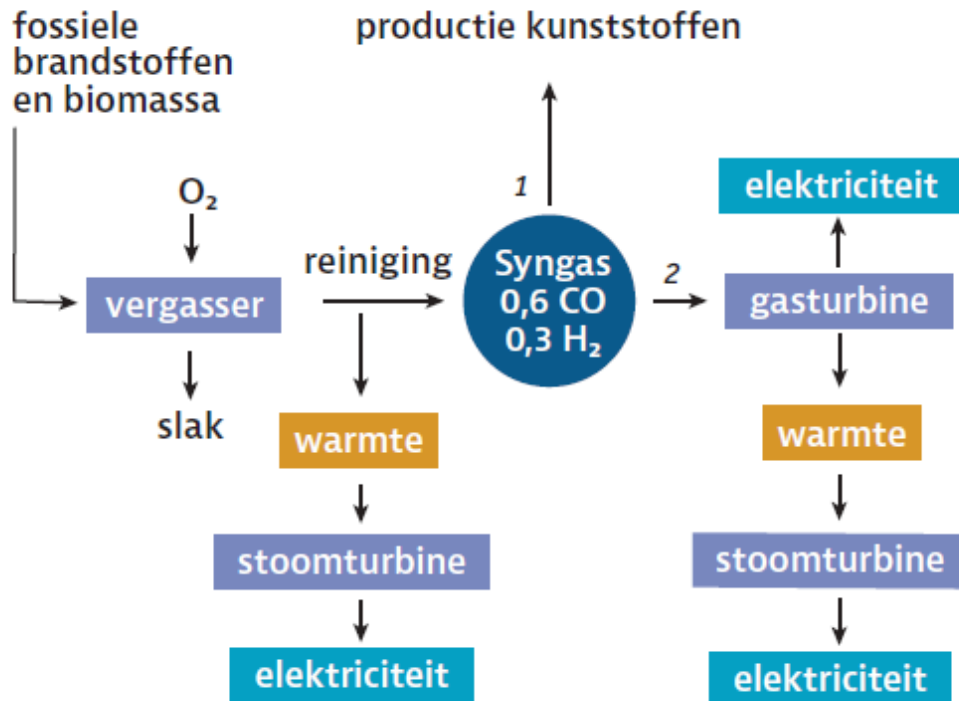 fossiele
brandstoffen
en biomassa
productie kunststoffen
O₂
vergasser
slak
reiniging
warmte
stoomturbine
elektriciteit
1
Syngas
0,6 CO
0,3 H₂
2
elektriciteit
gasturbine
warmte
stoomturbine
elektriciteit